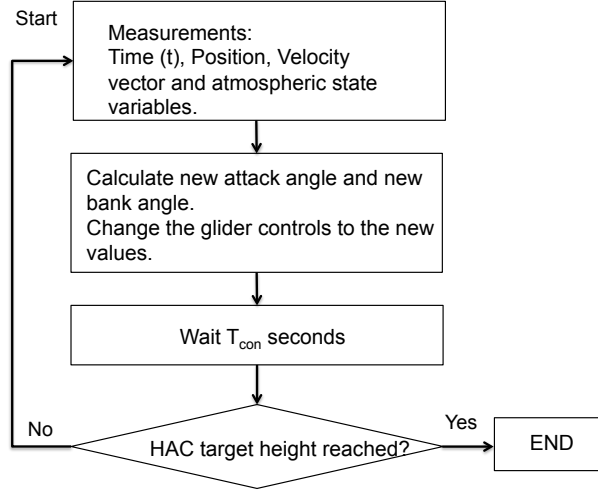 Start
Measurements:
Time (t), Position, Velocity
vector and atmospheric state
variables.
Calculate new attack angle and new
bank angle.
Change the glider controls to the new
values.
Wait Tcon seconds
No
HAC target height reached?
Yes
END